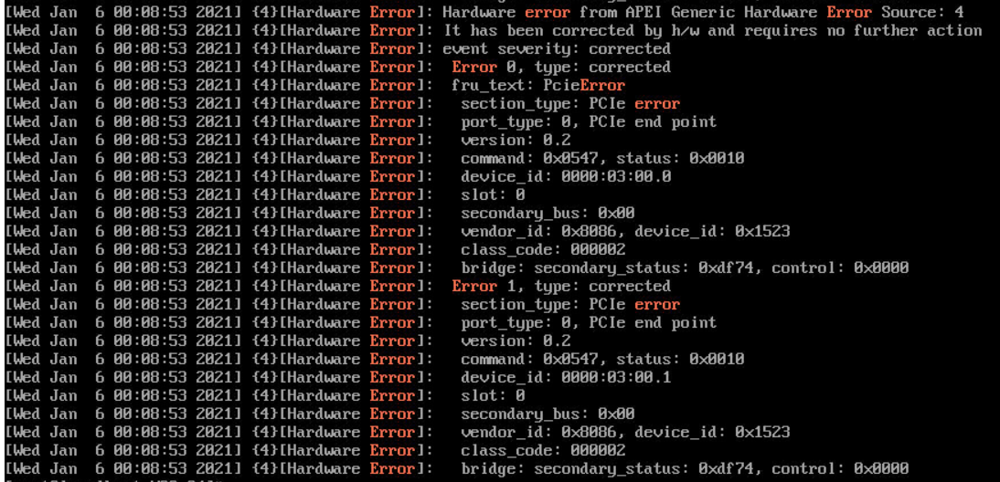 [Wed Jan  6 00:08:53 2021] {4}[Hardware Error]: Hardware error from APEI Generic Hardware Error Source: 4
[Wed Jan  6 00:08:53 2021] {4}[Hardware Error]: It has been corrected by h/w and requires no further action
[Wed Jan  6 00:08:53 2021] {4}[Hardware Error]: event severity: corrected
[Wed Jan  6 00:08:53 2021] {4}[Hardware Error]:  Error 0, type: corrected
[Wed Jan  6 00:08:53 2021] {4}[Hardware Error]:  fru_text: PcieError
[Wed Jan  6 00:08:53 2021] {4}[Hardware Error]:   section_type: PCIe error
[Wed Jan  6 00:08:53 2021] {4}[Hardware Error]:   port_type: 0, PCIe end point
[Wed Jan  6 00:08:53 2021] {4}[Hardware Error]:   version: 0.2
[Wed Jan  6 00:08:53 2021] {4}[Hardware Error]:   command: 0x0547, status: 0x0010
[Wed Jan  6 00:08:53 2021] {4}[Hardware Error]:   device_id: 0000:03:00.0
[Wed Jan  6 00:08:53 2021] {4}[Hardware Error]:   slot: 0
[Wed Jan  6 00:08:53 2021] {4}[Hardware Error]:   secondary_bus: 0x00
[Wed Jan  6 00:08:53 2021] {4}[Hardware Error]:   vendor_id: 0x8086, device_id: 0x1523
[Wed Jan  6 00:08:53 2021] {4}[Hardware Error]:   class_code: 000002
[Wed Jan  6 00:08:53 2021] {4}[Hardware Error]:   bridge: secondary_status: 0xdf74, control: 0x0000
[Wed Jan  6 00:08:53 2021] {4}[Hardware Error]:  Error 1, type: corrected
[Wed Jan  6 00:08:53 2021] {4}[Hardware Error]:   section_type: PCIe error
[Wed Jan  6 00:08:53 2021] {4}[Hardware Error]:   port_type: 0, PCIe end point
[Wed Jan  6 00:08:53 2021] {4}[Hardware Error]:   version: 0.2
[Wed Jan  6 00:08:53 2021] {4}[Hardware Error]:   command: 0x0547, status: 0x0010
[Wed Jan  6 00:08:53 2021] {4}[Hardware Error]:   device_id: 0000:03:00.1
[Wed Jan  6 00:08:53 2021] {4}[Hardware Error]:   slot: 0
[Wed Jan  6 00:08:53 2021] {4}[Hardware Error]:   secondary_bus: 0x00
[Wed Jan  6 00:08:53 2021] {4}[Hardware Error]:   vendor_id: 0x8086, device_id: 0x1523
[Wed Jan  6 00:08:53 2021] {4}[Hardware Error]:   class_code: 000002
[Wed Jan  6 00:08:53 2021] {4}[Hardware Error]:   bridge: secondary_status: 0xdf74, control: 0x0000